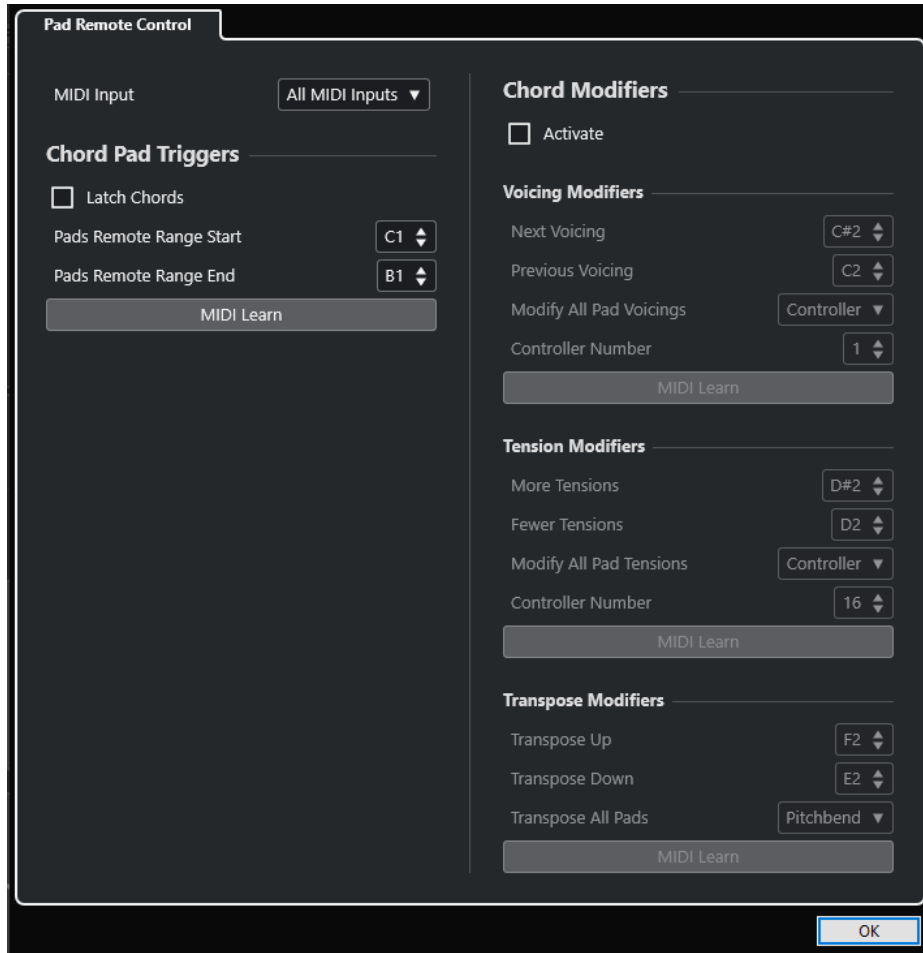 Pad Remote Control
MIDI Input All MIDI Inputs
Chord Pad Triggers
Latch Chords
Pads Remote Range Start C1
Pads Remote Range End B1
MIDI Learn
Chord Modifiers
Activate
Voicing Modifiers
Next Voicing C#2
Previous Voicing C2
Modify All Pad Voicings Controller
Controller Number 1
MIDI Learn
Tension Modifiers
More Tensions D#2
Fewer Tensions D2
Modify All Pad Tensions Controller
Controller Number 16
MIDI Learn
Transpose Modifiers
Transpose Up F2
Transpose Down E2
Transpose All Pads Pitchbend
MIDI Learn
OK